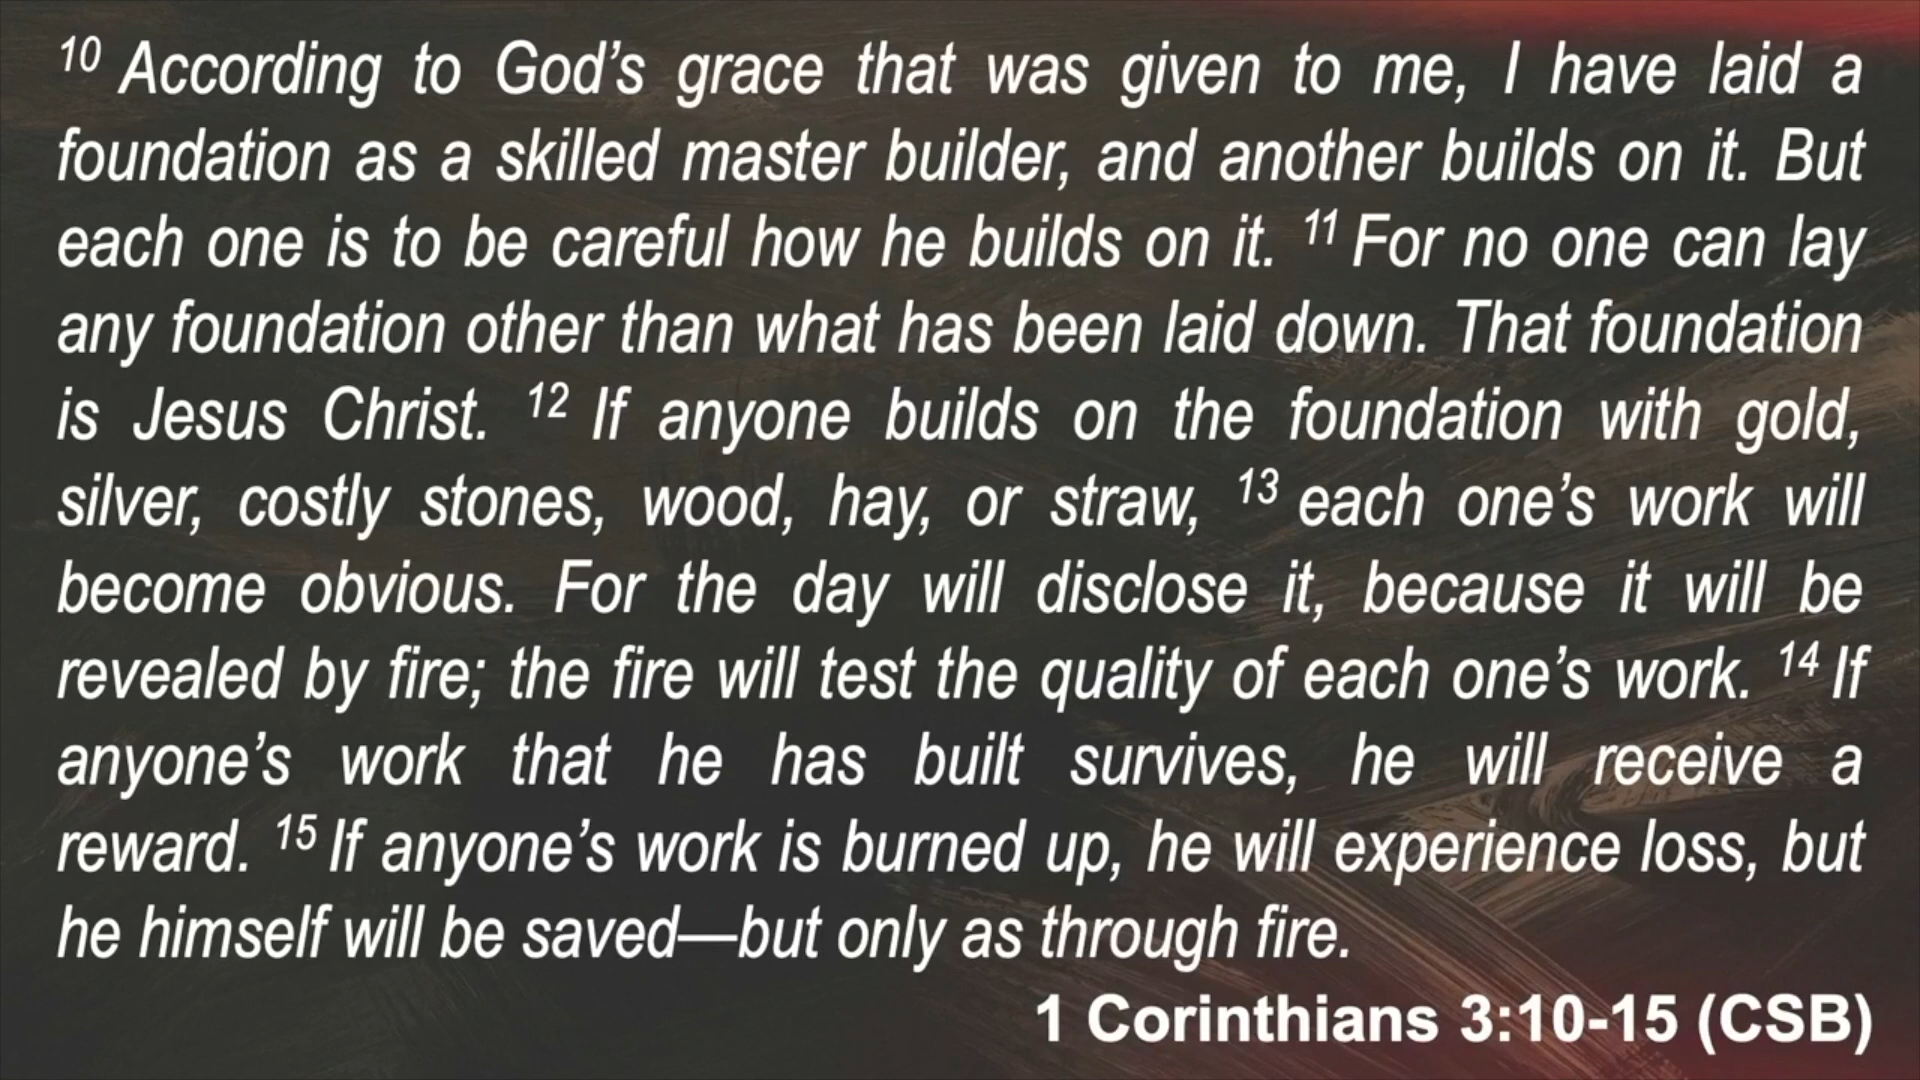 10 According to God’s grace that was given to me, I have laid a
foundation as a skilled master builder, and another builds on it. But
each one is to be careful how he builds on it. 11 For no one can lay
any foundation other than what has been laid down. That foundation
is Jesus Christ. 12 If anyone builds on the foundation with gold,
silver, costly stones, wood, hay, or straw, 13 each one’s work will
become obvious. For the day will disclose it, because it will be
revealed by fire; the fire will test the quality of each one’s work. 14 If
anyone’s work that he has built survives, he will receive a
reward. 15 If anyone’s work is burned up, he will experience loss, but
he himself will be saved—but only as through fire.
1 Corinthians 3:10-15 (CSB)